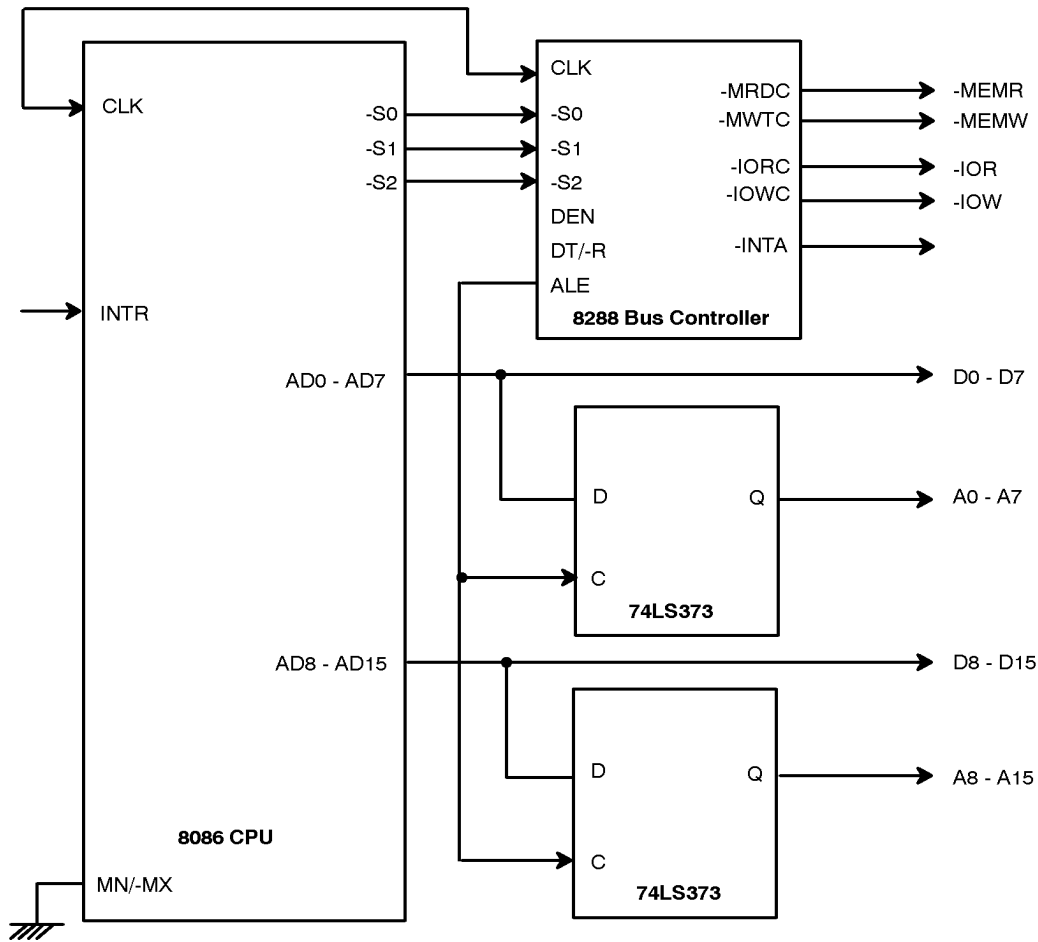 CLK
-S0
-S1
-S2
INTR
AD0 - AD7
AD8 - AD15
8086 CPU
MN/-MX
CLK
-S0
-S1
-S2
DEN
DT/-R
ALE
-MRDC
-MWTC
-IORC
-IOWC
-INTA
8288 Bus Controller
-MEMR
-MEMW
-IOR
-IOW
D0 - D7
D
Q
C
74LS373
A0 - A7
D8 - D15
D
Q
C
74LS373
A8 - A15